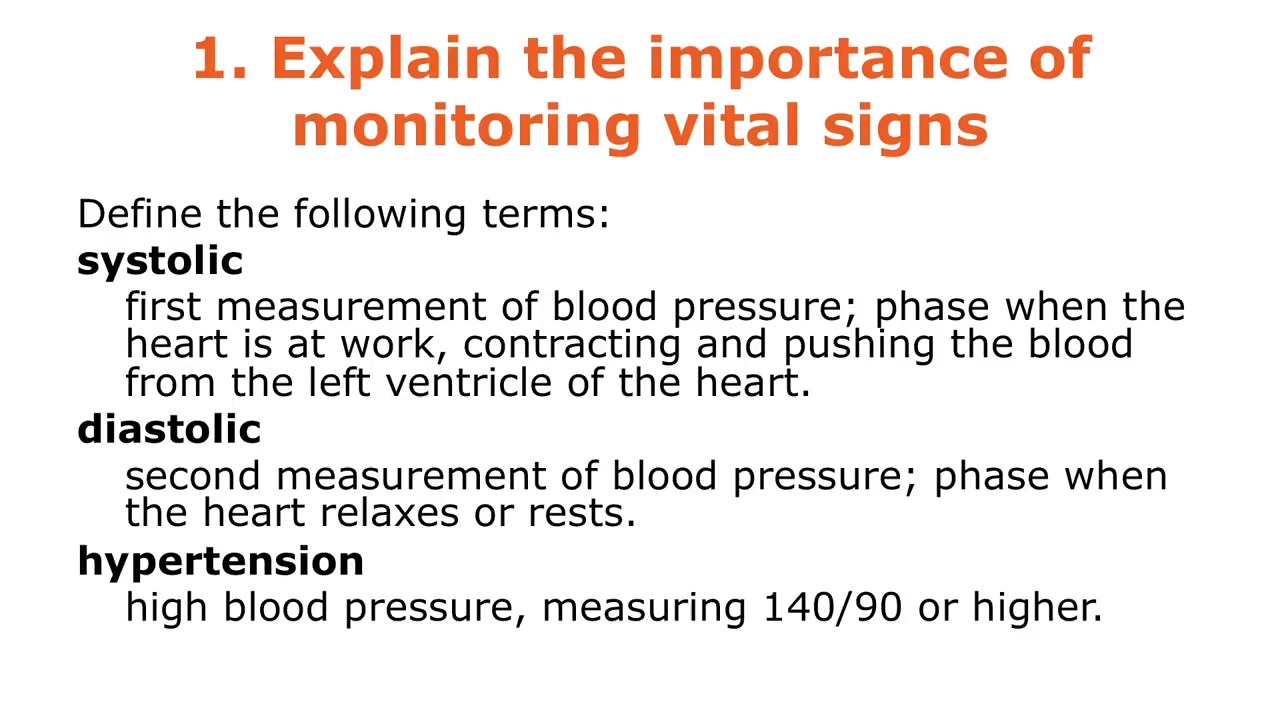 1. Explain the importance of
monitoring vital signs
Define the following terms:
systolic
first measurement of blood pressure; phase when the
heart is at work, contracting and pushing the blood
from the left ventricle of the heart.
diastolic
second measurement of blood pressure; phase when
the heart relaxes or rests.
hypertension
high blood pressure, measuring 140/90 or higher.